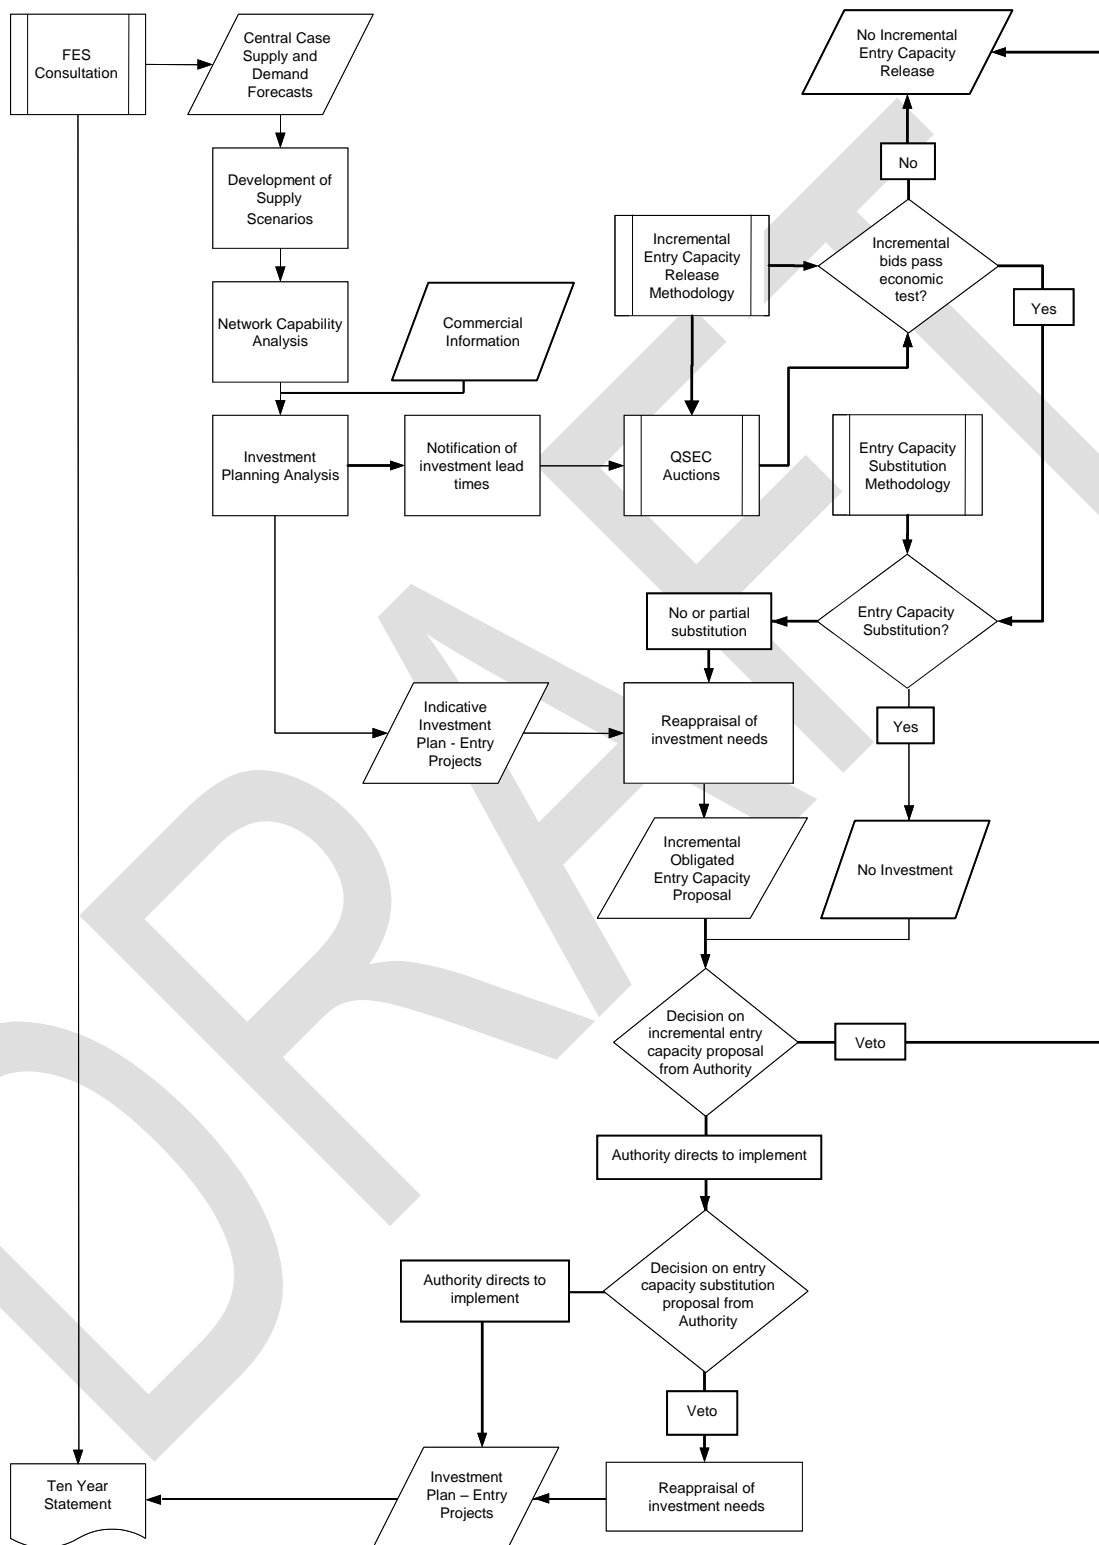 FES
Consultation
Central Case
Supply and
Demand
Forecasts
No Incremental
Entry Capacity
Release
No
Development of
Supply
Scenarios
Incremental
Entry Capacity
Release
Methodology
Incremental
bids pass
economic
test?
Yes
Network Capability
Analysis
Commercial
Information
Investment
Planning Analysis
Notification of
investment lead
times
QSEC
Auctions
Entry Capacity
Substitution
Methodology
No or partial
substitution
Entry Capacity
Substitution?
Indicative
Investment
Plan - Entry
Projects
Reappraisal of
investment needs
Yes
Incremental
Obligated
Entry Capacity
Proposal
No Investment
Decision on
incremental entry
capacity proposal
from Authority
Veto
Authority directs to implement
Authority directs to
implement
Decision on entry
capacity substitution
proposal from
Authority
Veto
Ten Year
Statement
Investment
Plan – Entry
Projects
Reappraisal of
investment needs
DRAFT